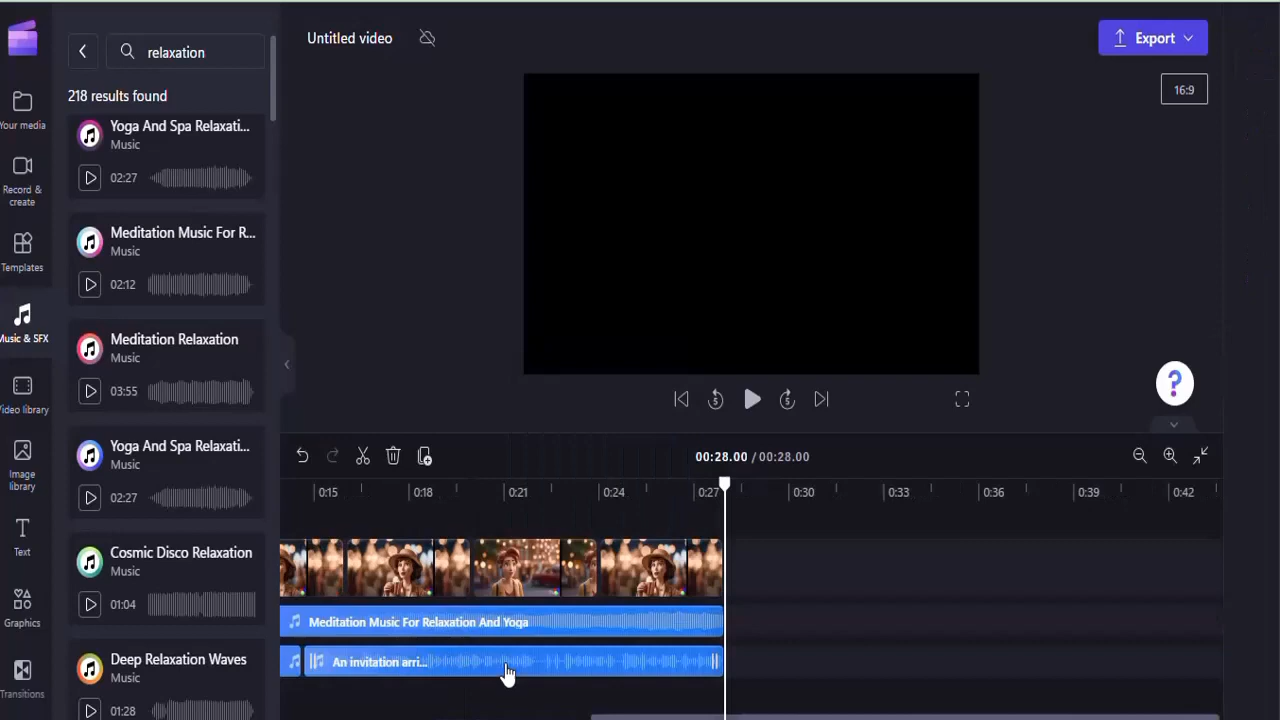 Untitled video
Export
16:9
relaxation
218 results found
Yoga And Spa Relaxati...
Music
02:27
Meditation Music For R...
Music
02:12
Meditation Relaxation
Music
03:55
Yoga And Spa Relaxati...
Music
02:27
Cosmic Disco Relaxation
Music
01:04
Deep Relaxation Waves
Music
01:28
Your media
Record &
create
Templates
Music & SFX
Video library
Image
library
Text
Graphics
Transitions
5
5
?
00:28.00 / 00:28.00
0:15
0:18
0:21
0:24
0:27
0:30
0:33
0:36
0:39
0:42
Meditation Music For Relaxation And Yoga
An invitation arri...